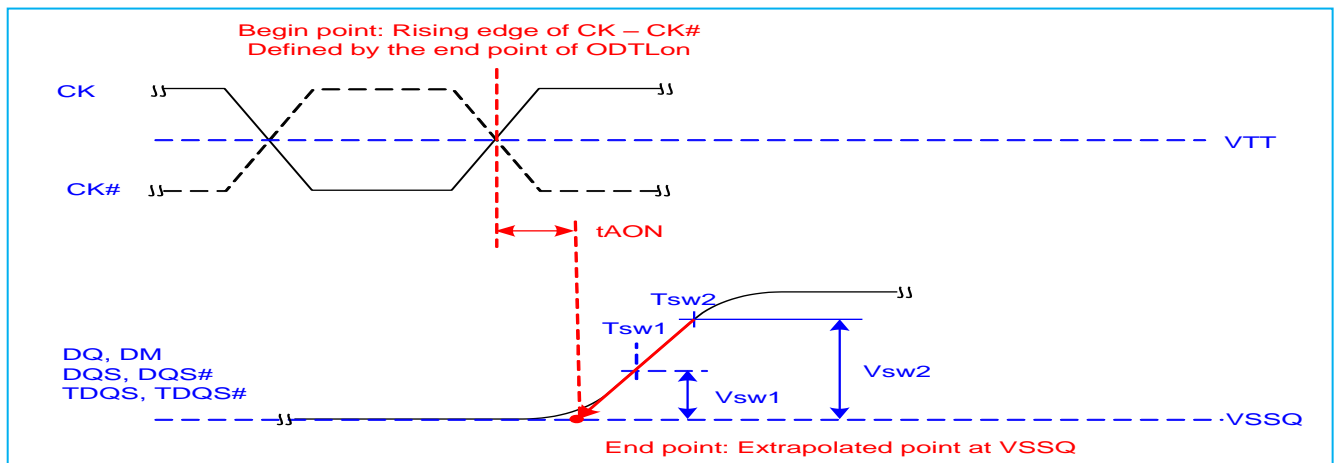 Begin point: Rising edge of CK – CK#
Defined by the end point of ODTLon
CK
VTT
CK#
tAON
Tsw2
Tsw1
DQ, DM
DQS, DQS#
TDQS, TDQS#
Vsw2
Vsw1
VSSQ
End point: Extrapolated point at VSSQ